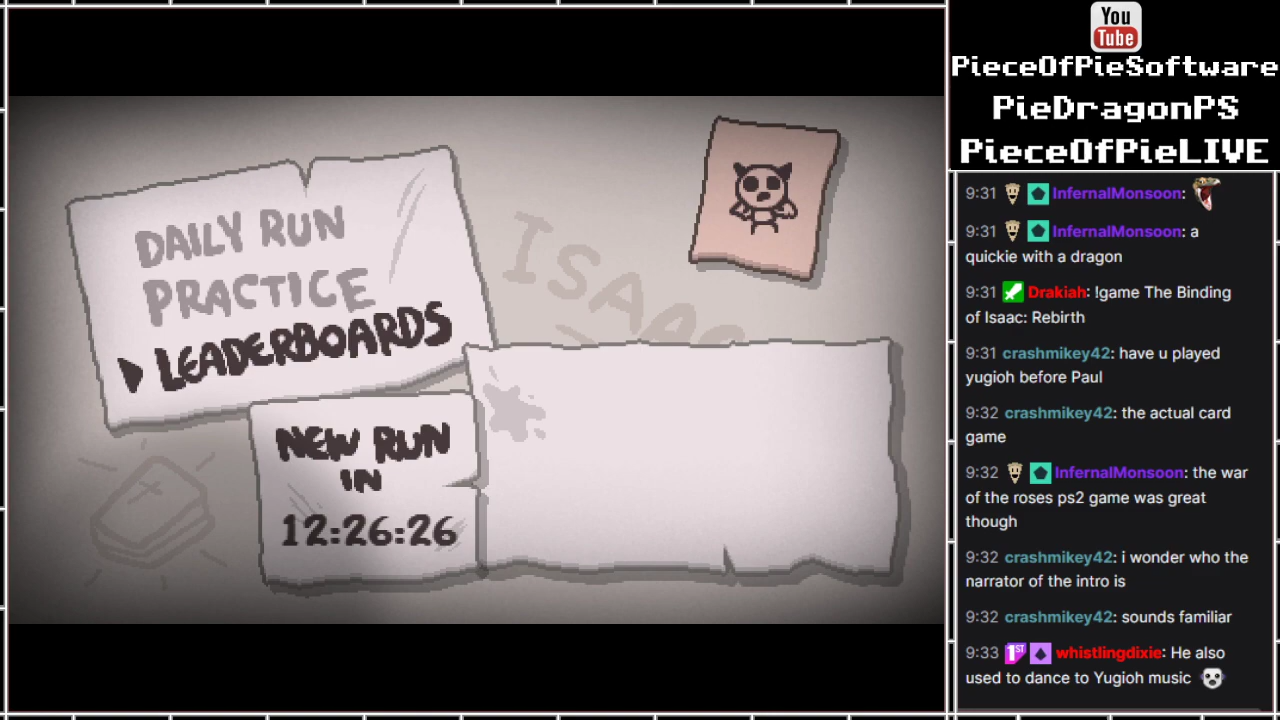 DAILY RUN
PRACTICE
LEADERBOARDS
ISAAC
NEW RUN
IN
12:26:26
You
Tube
PieceOfPieSoftware
PieDragonPS
PieceOfPieLIVE
9:31 InfernalMonsoon:
9:31 InfernalMonsoon: a
quickie with a dragon
9:31 Drakiah: !game The Binding
of Isaac: Rebirth
9:31 crashmikey42: have u played
yugioh before Paul
9:32 crashmikey42: the actual card
game
9:32 InfernalMonsoon: the war
of the roses ps2 game was great
though
9:32 crashmikey42: i wonder who the
narrator of the intro is
9:32 crashmikey42: sounds familiar
9:33 1ST whistlingdixie: He also
used to dance to Yugioh music